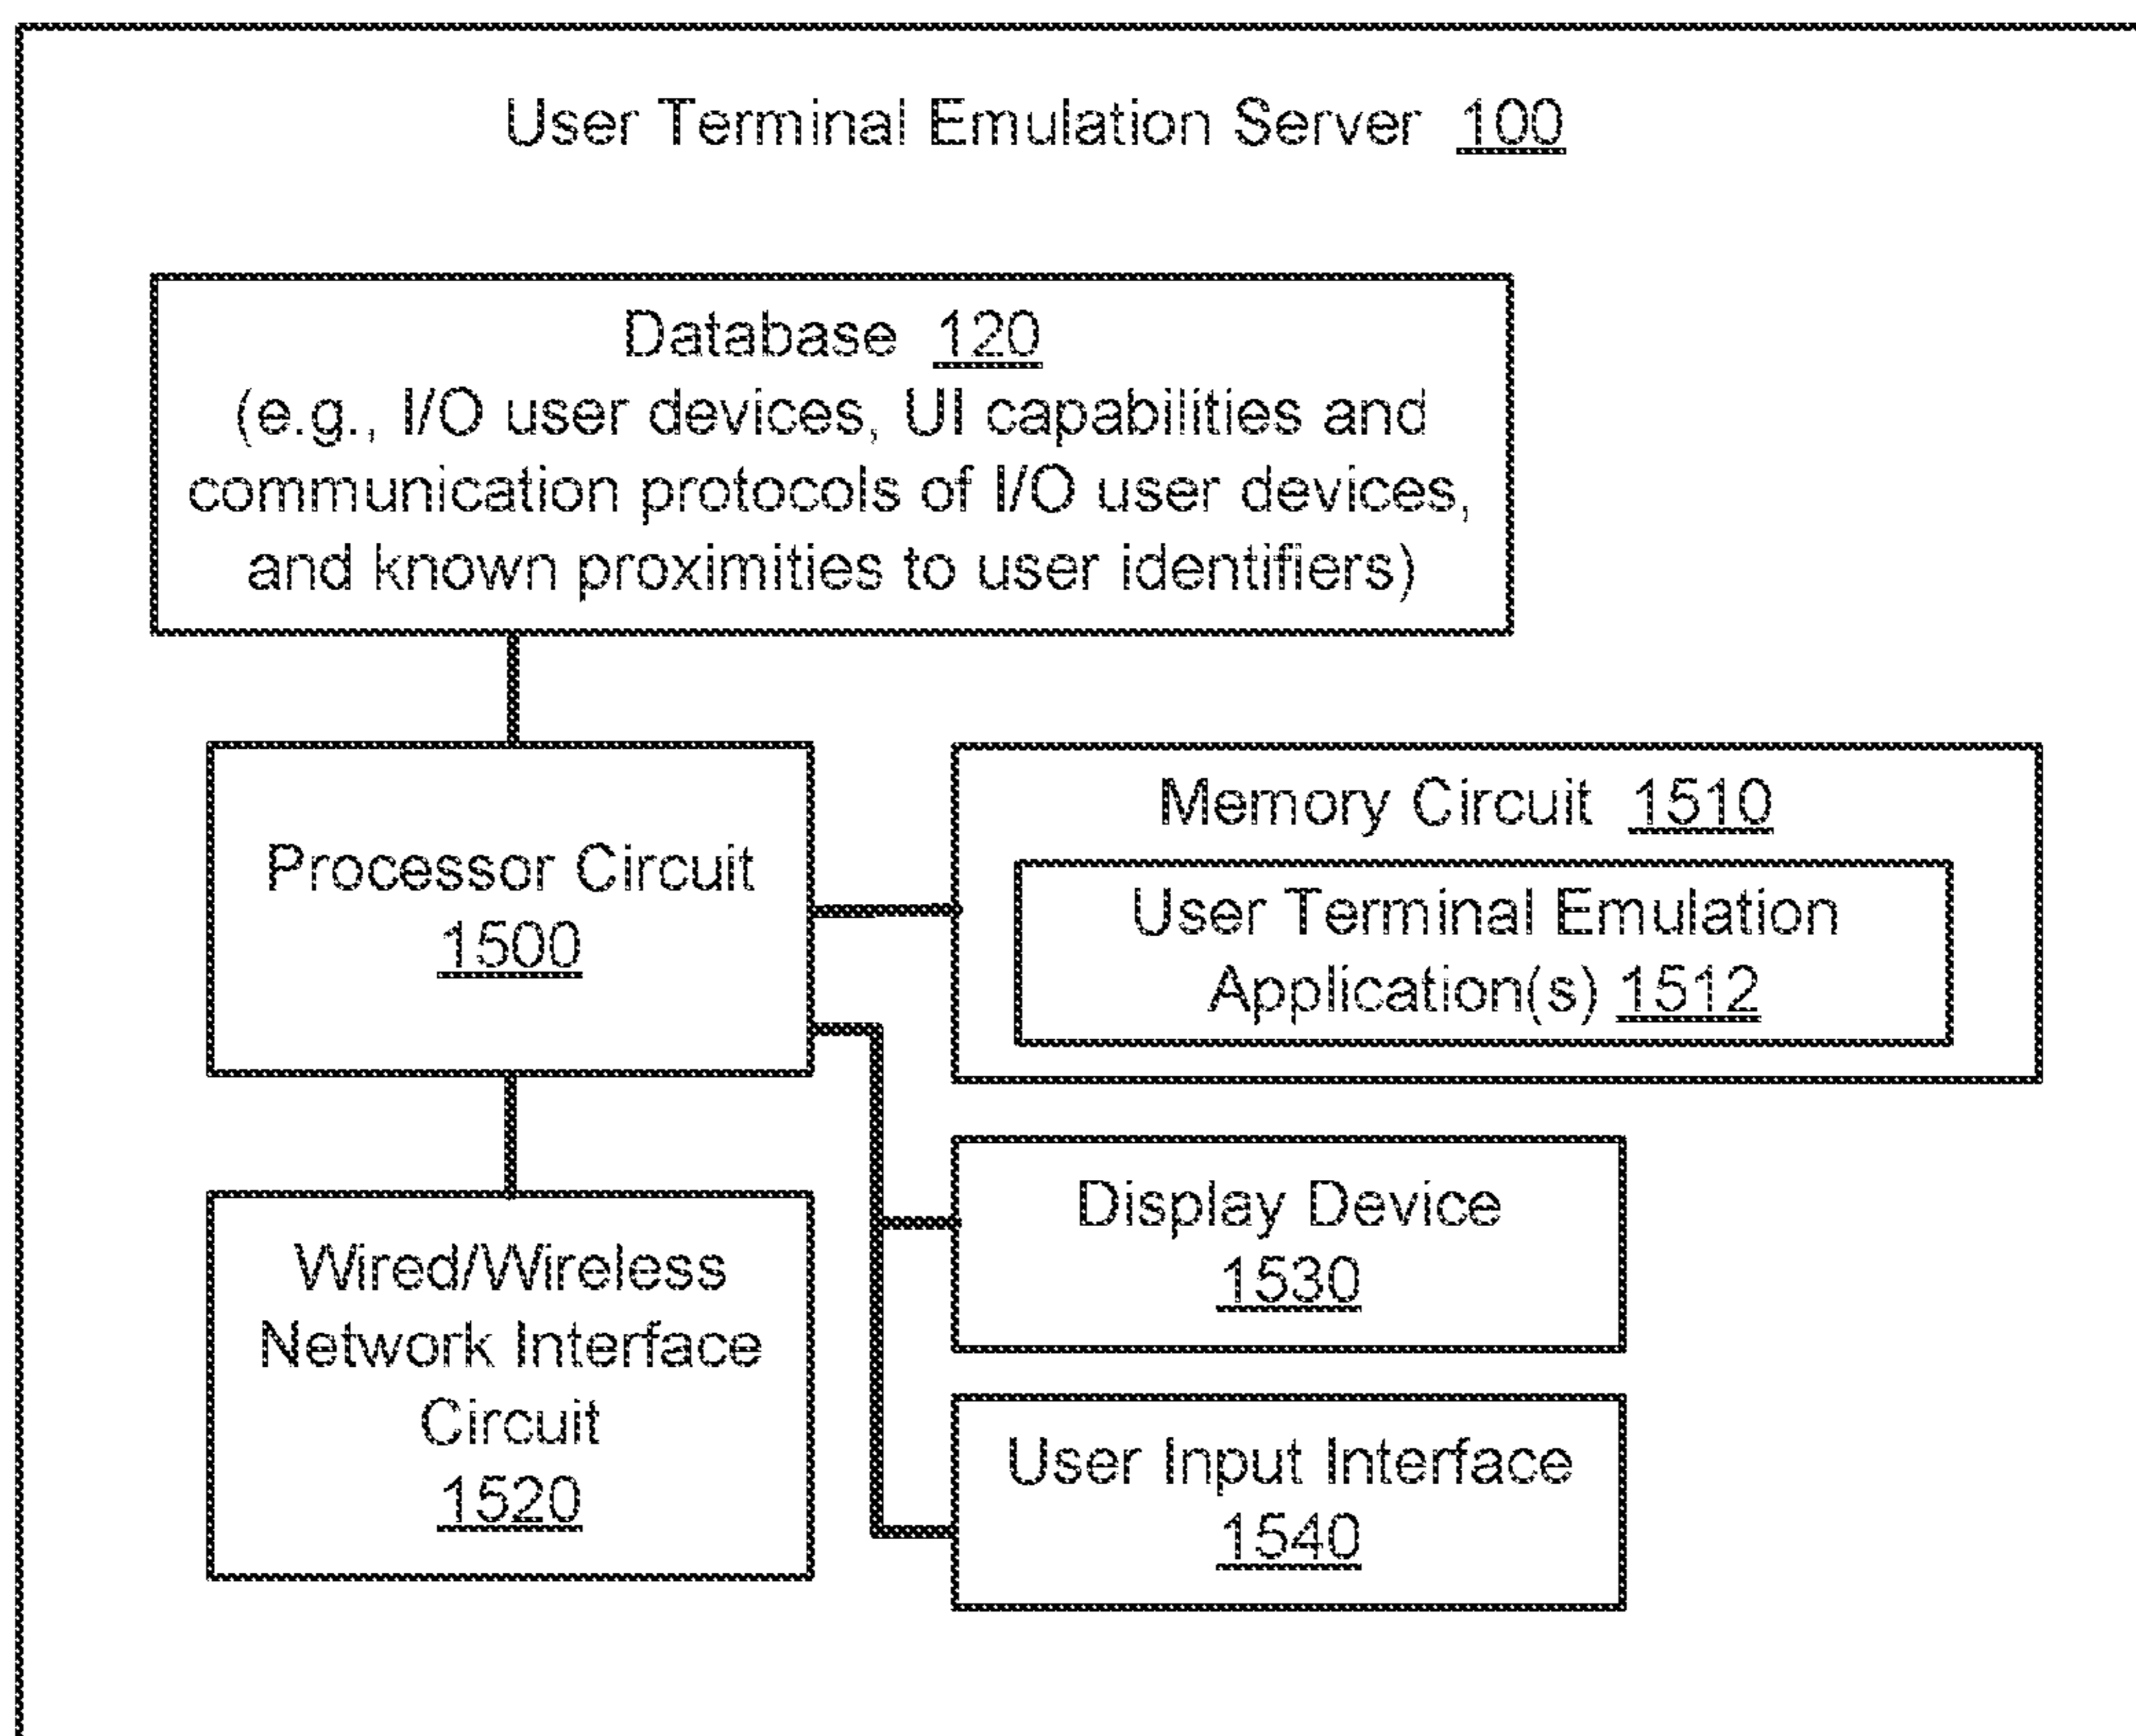 User Terminal Emulation Server 100
Database 120
(e.g., I/O user devices, UI capabilities and
communication protocols of I/O user devices,
and known proximities to user identifiers)
Processor Circuit
1500
Memory Circuit 1510
User Terminal Emulation
Application(s) 1512
Wired/Wireless
Network Interface
Circuit
1520
Display Device
1530
User Input Interface
1540